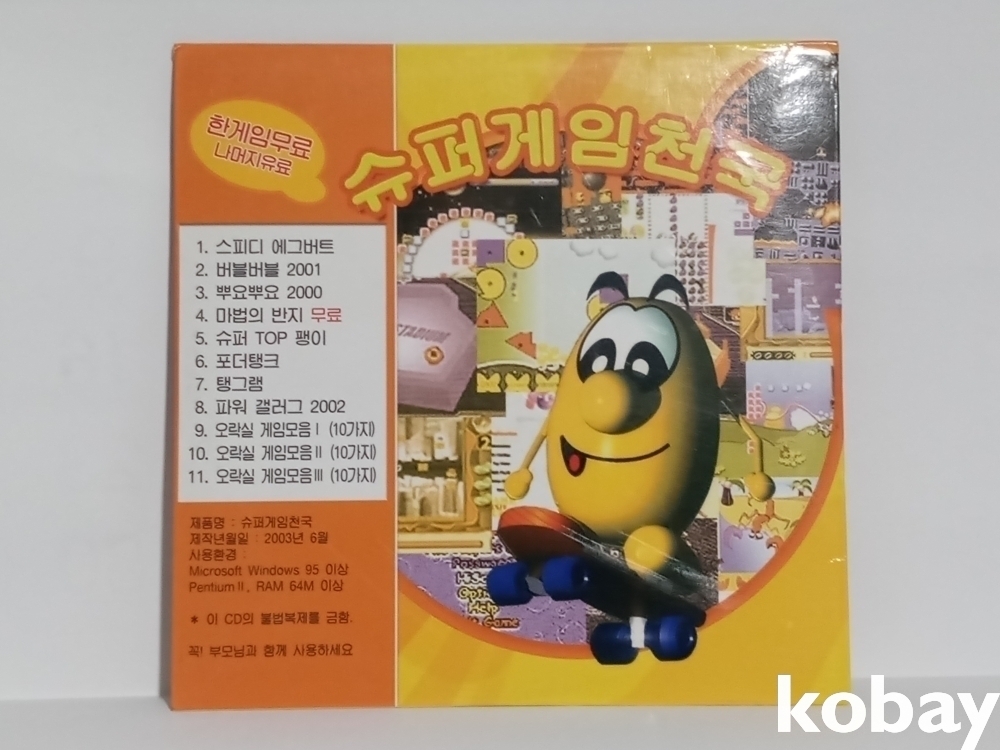 한게임무료
나머지유료
슈퍼게임천국
1. 스피디 에그버트
2. 버블버블 2001
3. 뿌요뿌요 2000
4. 마법의 반지 무료
5. 슈퍼 TOP 팽이
6. 포더탱크
7. 탱그램
8. 파워 갤러그 2002
9. 오락실 게임모음 Ⅰ (10가지)
10. 오락실 게임모음 Ⅱ (10가지)
11. 오락실 게임모음 Ⅲ (10가지)
제품명 : 슈퍼게임천국
제작년월일 : 2003년 6월
사용환경 :
Microsoft Windows 95 이상
Pentium Ⅱ, RAM 64M 이상
* 이 CD의 불법복제를 금함.
꼭! 부모님과 함께 사용하세요
Help
Game
kobay